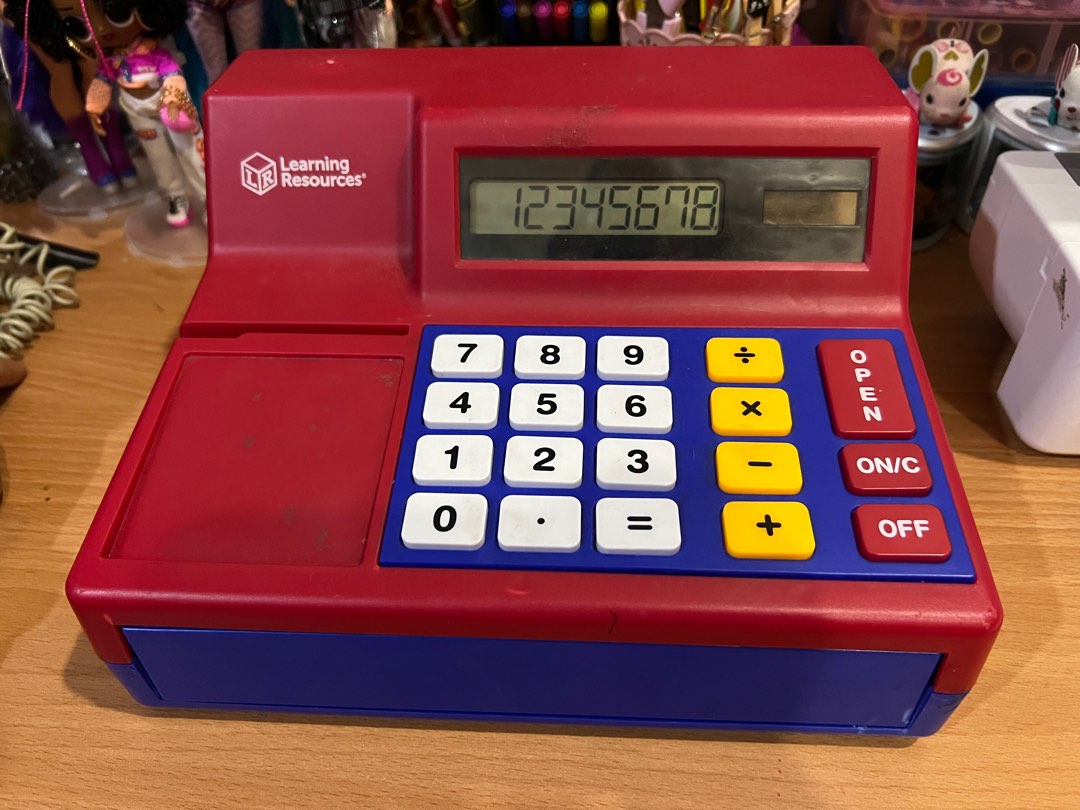 Learning
Resources®
12345678.
7 8 9 ÷
4 5 6 ×
1 2 3 −
0 . = +
OPEN
ON/C
OFF